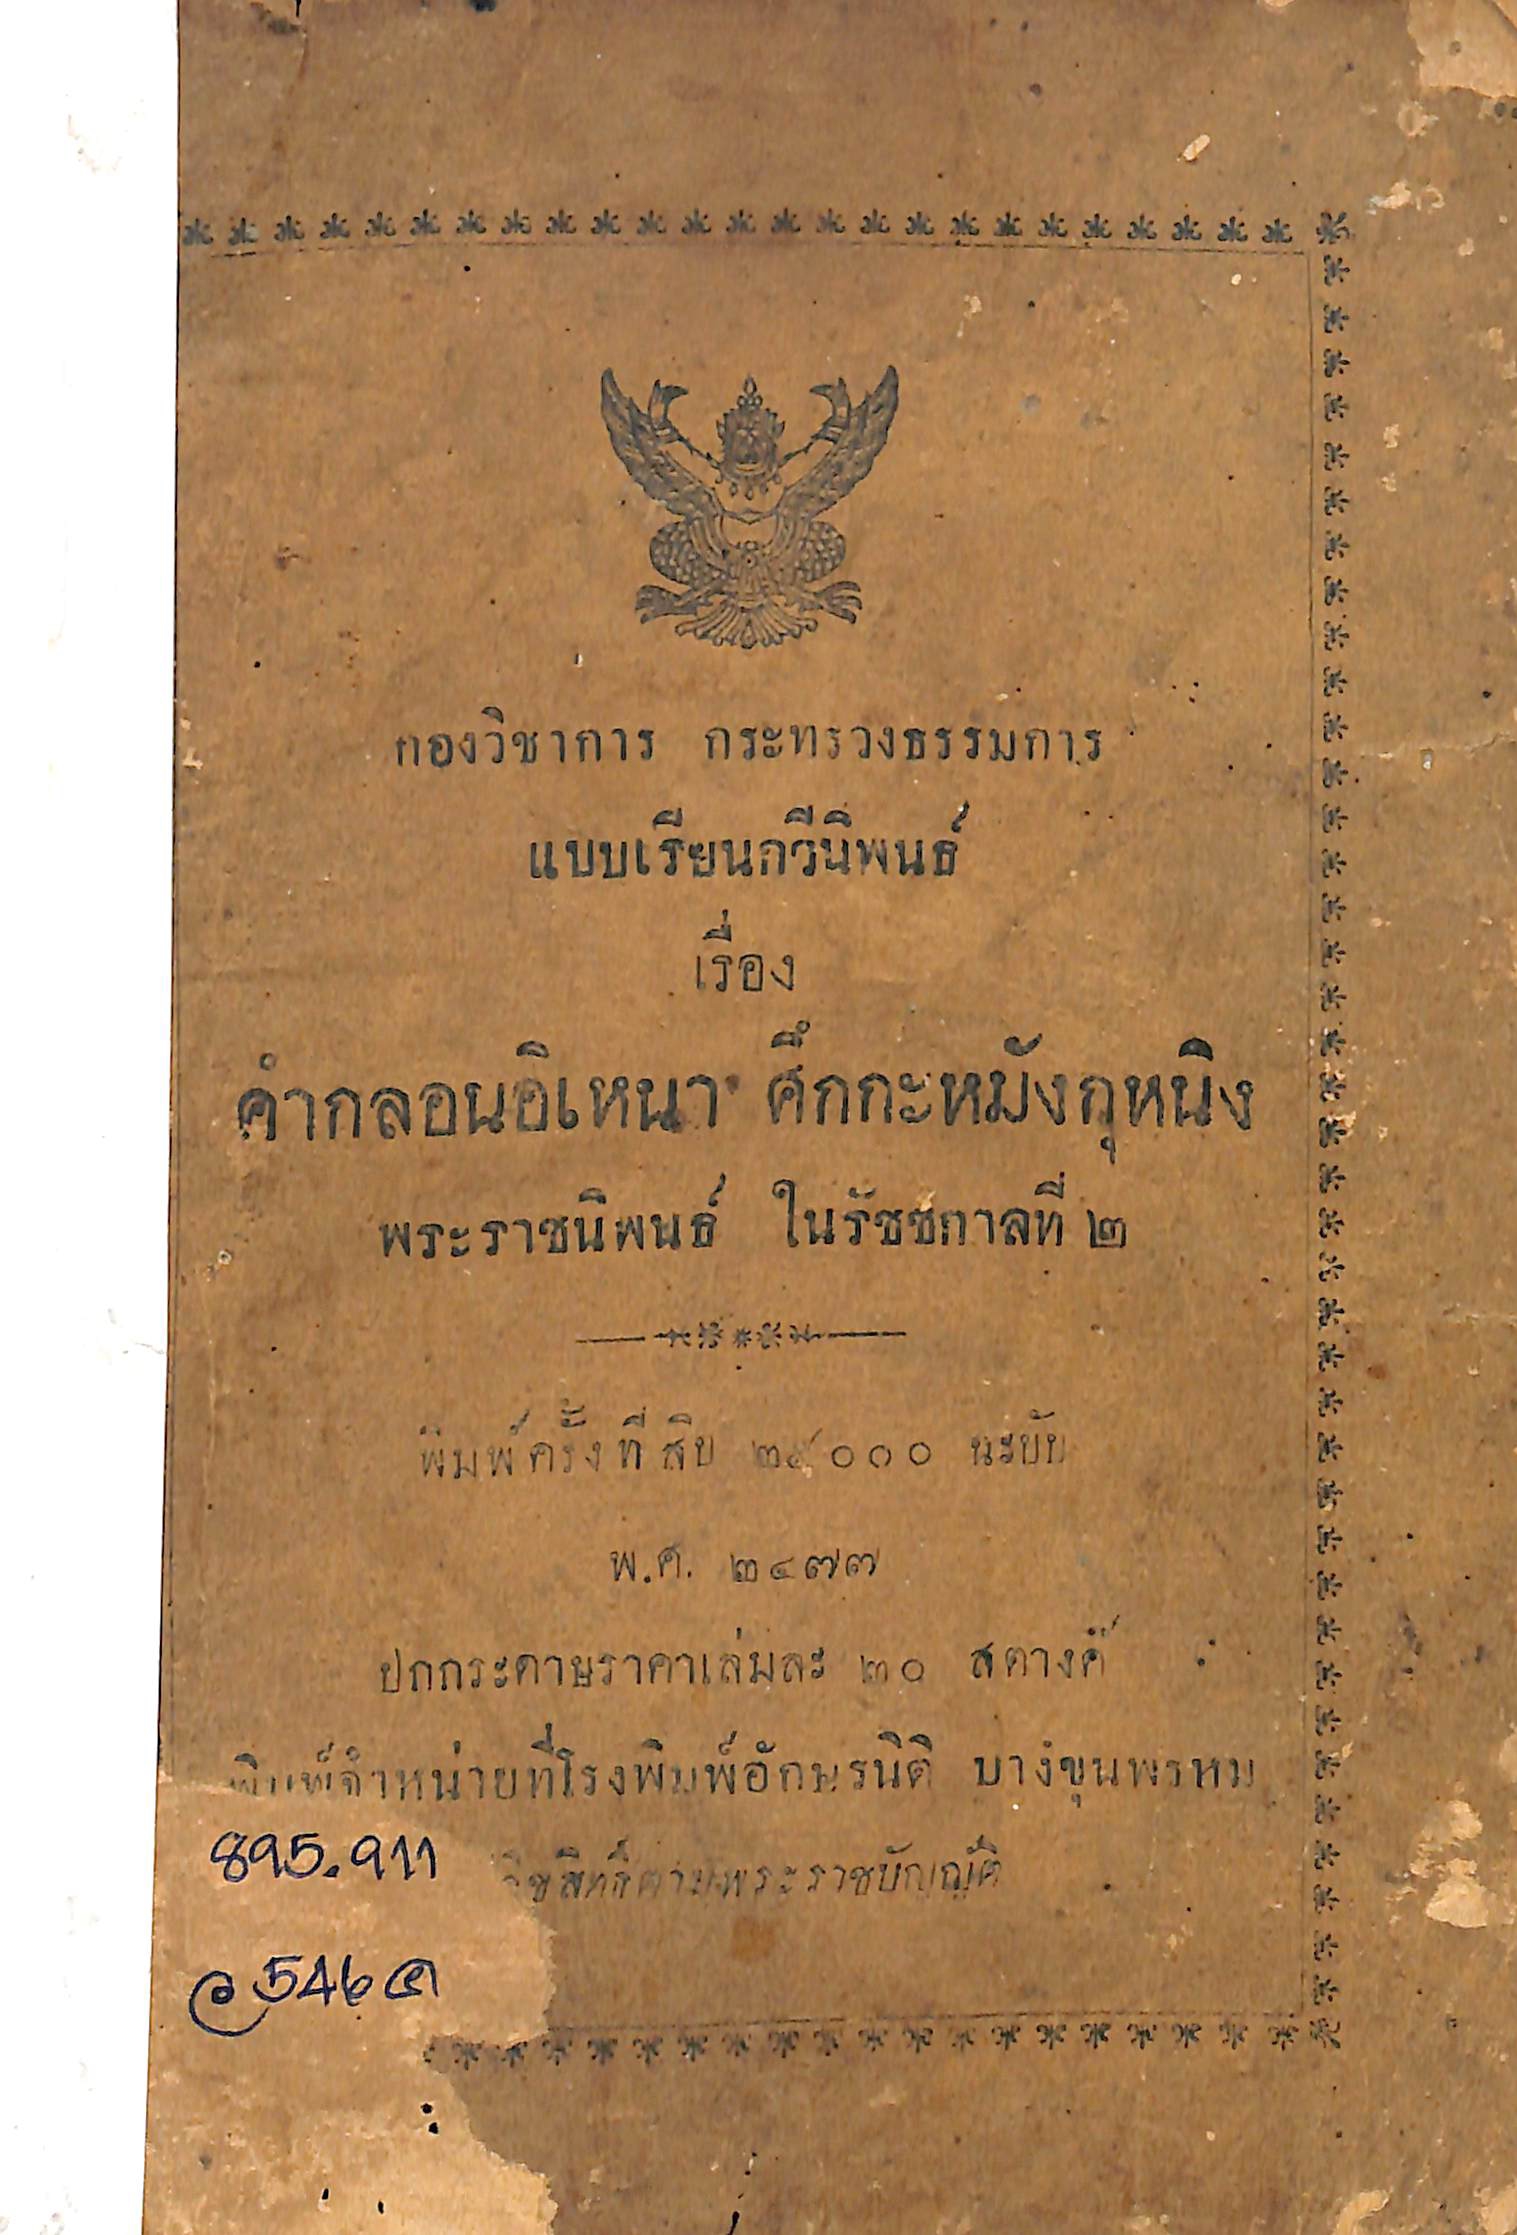 กองวิชาการ กระทรวงธรรมการ
แบบเรียนกวีนิพนธ์
เรื่อง
คำกลอนอิเหนา ศึกกะหมังกุหนิง
พระราชนิพนธ์ ในรัชชกาลที่ ๒
พิมพ์ครั้งที่สิบ ๒๔๐๐๐ ฉะบับ
พ.ศ. ๒๔๗๗
ปกกระดาษราคาเล่มละ ๒๐ สตางค์
พิมพ์จำหน่ายที่โรงพิมพ์อักษรนิติ บางขุนพรหม
895.911
ลิขสิทธิ์ตามพระราชบัญญัติ
อ546ค